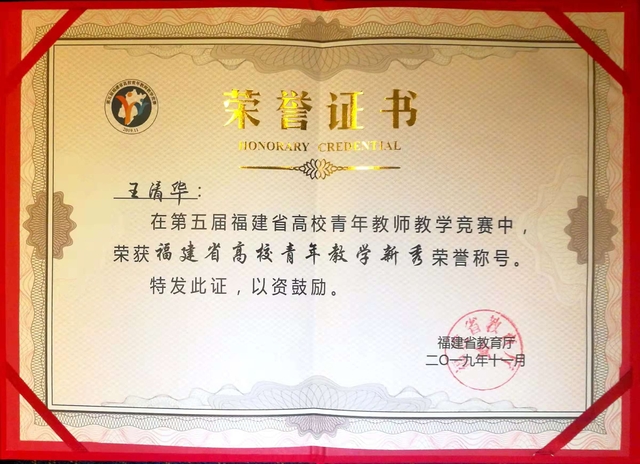 荣誉证书
HONORARY CREDENTIAL
王清华：
在第五届福建省高校青年教师教学竞赛中，
荣获福建省高校青年教学新秀荣誉称号。
特发此证，以资鼓励。
福建省教育厅
二〇一九年十一月
2019.11